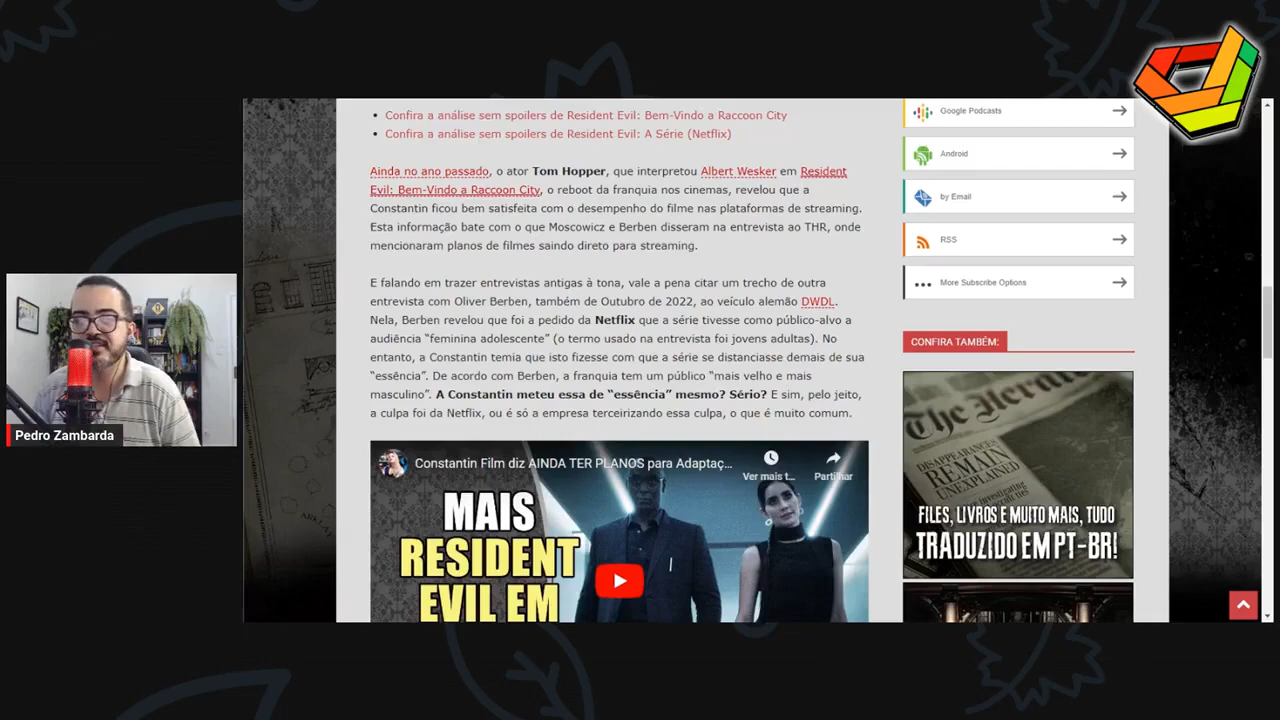 Confira a análise sem spoilers de Resident Evil: Bem-Vindo a Raccoon City
Confira a análise sem spoilers de Resident Evil: A Série (Netflix)
Ainda no ano passado, o ator Tom Hopper, que interpretou Albert Wesker em Resident
Evil: Bem-Vindo a Raccoon City, o reboot da franquia nos cinemas, revelou que a
Constantin ficou bem satisfeita com o desempenho do filme nas plataformas de streaming.
Esta informação bate com o que Moscowicz e Berben disseram na entrevista ao THR, onde
mencionaram planos de filmes saindo direto para streaming.
E falando em trazer entrevistas antigas à tona, vale a pena citar um trecho de outra
entrevista com Oliver Berben, também de Outubro de 2022, ao veículo alemão DWDL.
Nela, Berben revelou que foi a pedido da Netflix que a série tivesse como público-alvo a
audiência “feminina adolescente” (o termo usado na entrevista foi jovens adultas). No
entanto, a Constantin temia que isto fizesse com que a série se distanciasse demais de sua
“essência”. De acordo com Berben, a franquia tem um público “mais velho e mais
masculino”. A Constantin meteu essa de “essência” mesmo? Sério? E sim, pelo jeito,
a culpa foi da Netflix, ou é só a empresa terceirizando essa culpa, o que é muito comum.
Constantin Film diz AINDA TER PLANOS para Adaptaç...
Ver mais t...
Partilhar
MAIS
RESIDENT
EVIL EM
Google Podcasts
Android
by Email
RSS
More Subscribe Options
CONFIRA TAMBÉM:
The Herald
DISAPPEARANCES
REMAIN
UNEXPLAINED
FILES, LIVROS E MUITO MAIS, TUDO
TRADUZIDO EM PT-BR!
Pedro Zambarda